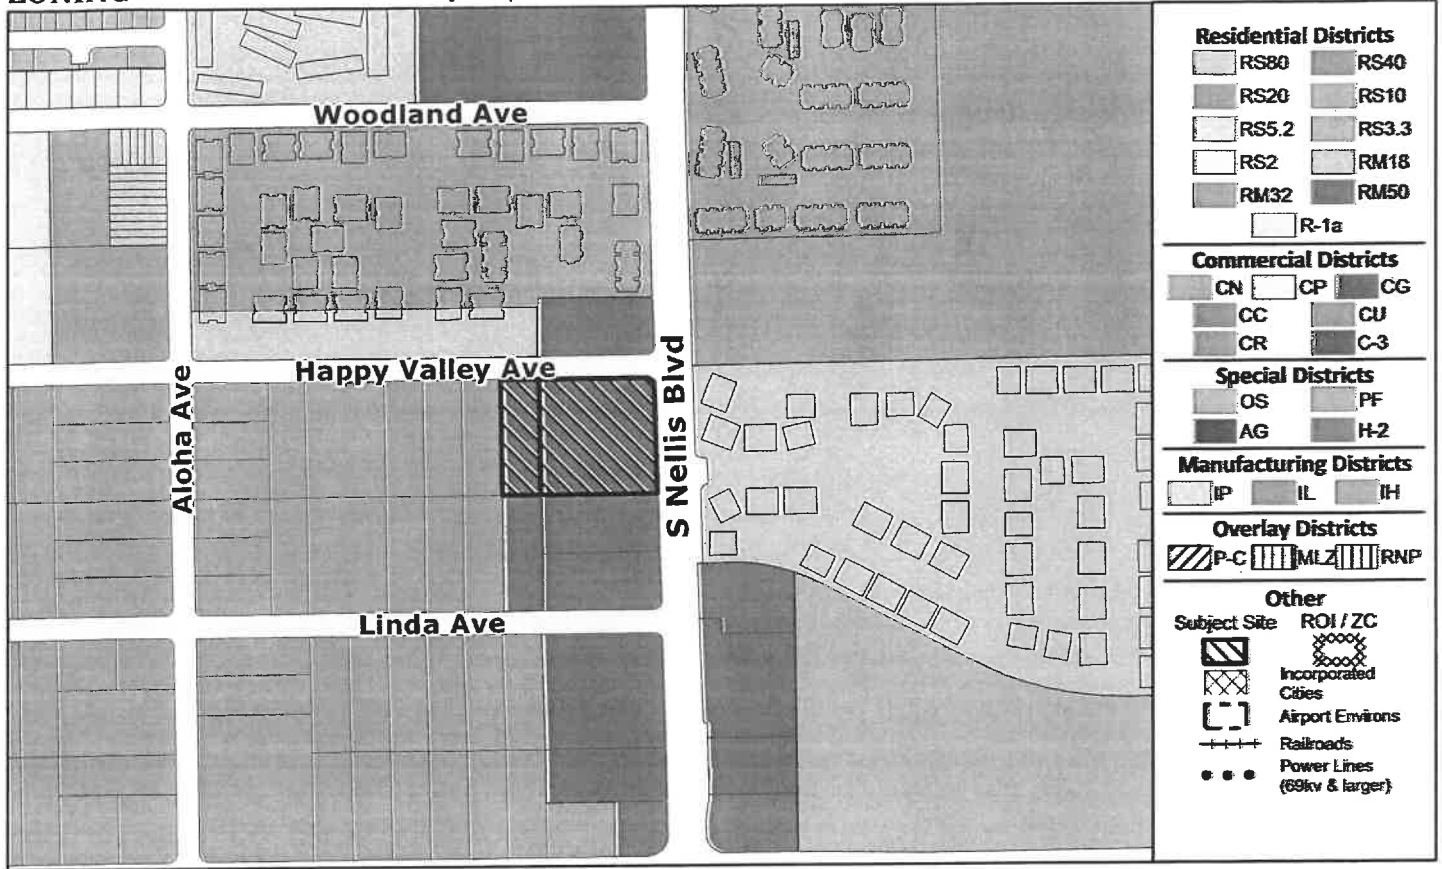 ZONING
Woodland Ave
Happy Valley Ave
Aloha Ave
S Nellis Blvd
Linda Ave
Residential Districts
RS80 RS40
RS20 RS10
RS5.2 RS3.3
RS2 RM18
RM32 RM50
R-1a
Commercial Districts
CN CP CG
CC CU
CR C-3
Special Districts
OS PF
AG H-2
Manufacturing Districts
IP IL IH
Overlay Districts
P-C MLZ RNP
Other
Subject Site ROI / ZC
Incorporated
Cities
Airport Environs
Railroads
Power Lines
(69kv & larger)